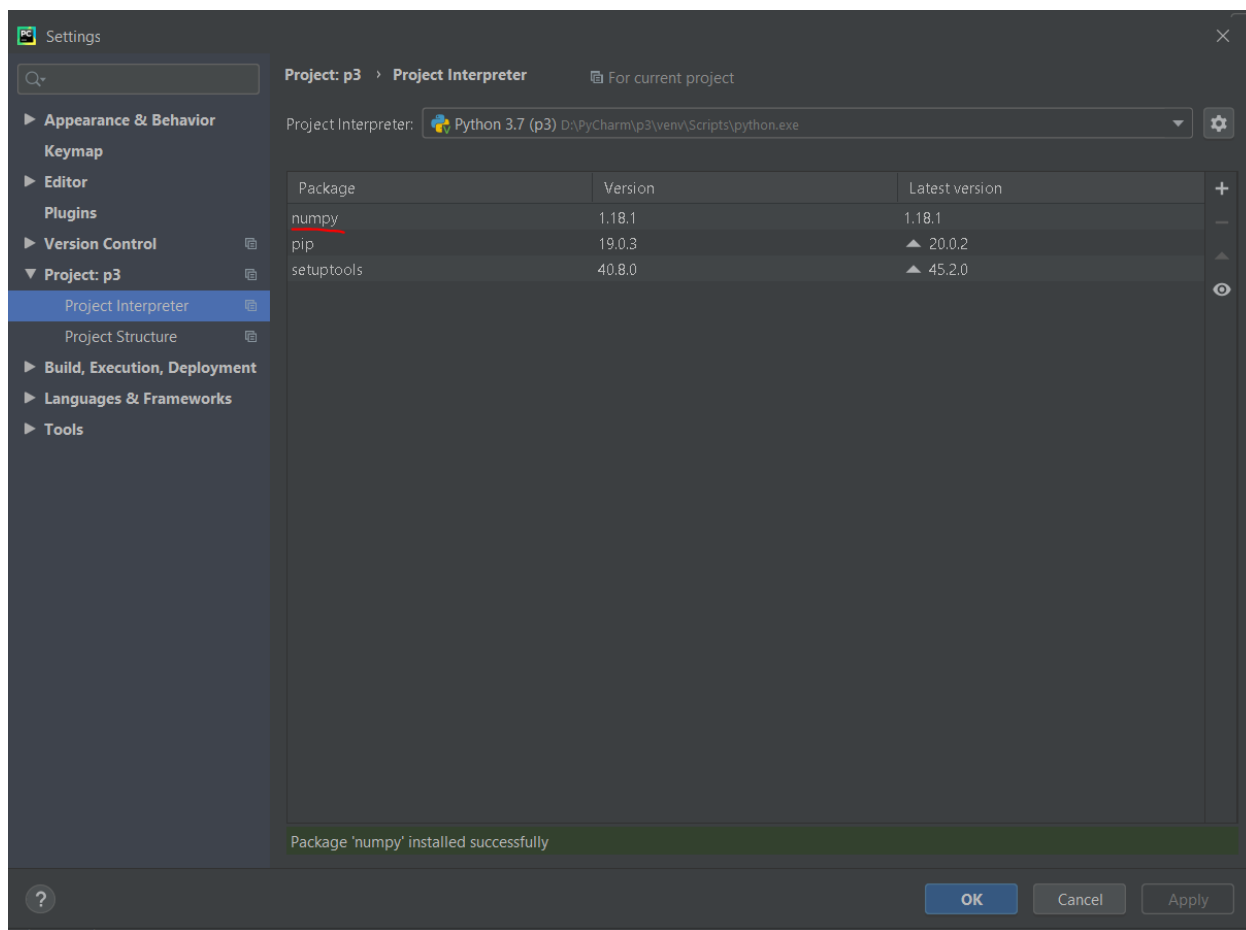 PC Settings
Project: p3 › Project Interpreter For current project
Appearance & Behavior
Keymap
Editor
Plugins
Version Control
Project: p3
Project Interpreter
Project Structure
Build, Execution, Deployment
Languages & Frameworks
Tools
Project Interpreter: Python 3.7 (p3) D:\PyCharm\p3\venv\Scripts\python.exe
Package Version Latest version
numpy 1.18.1 1.18.1
pip 19.0.3 20.0.2
setuptools 40.8.0 45.2.0
Package 'numpy' installed successfully
? OK Cancel Apply